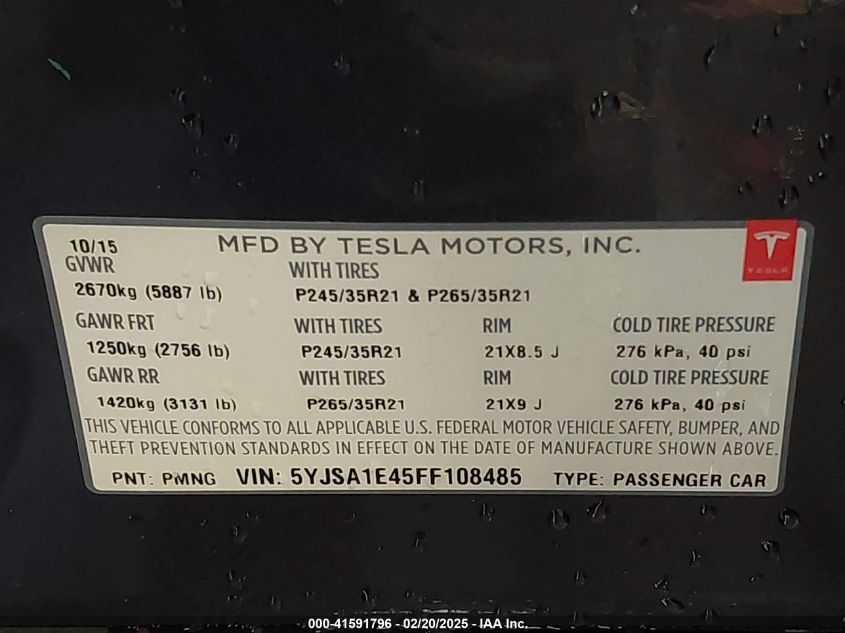 10/15 MFD BY TESLA MOTORS, INC.
TESLA
GVWR WITH TIRES
2670kg (5887 lb) P245/35R21 & P265/35R21
GAWR FRT WITH TIRES RIM COLD TIRE PRESSURE
1250kg (2756 lb) P245/35R21 21X8.5 J 276 kPa, 40 psi
GAWR RR WITH TIRES RIM COLD TIRE PRESSURE
1420kg (3131 lb) P265/35R21 21X9 J 276 kPa, 40 psi
THIS VEHICLE CONFORMS TO ALL APPLICABLE U.S. FEDERAL MOTOR VEHICLE SAFETY, BUMPER, AND
THEFT PREVENTION STANDARDS IN EFFECT ON THE DATE OF MANUFACTURE SHOWN ABOVE.
PNT: PMNG VIN: 5YJSA1E45FF108485 TYPE: PASSENGER CAR
000-41591796 - 02/20/2025 - IAA Inc.